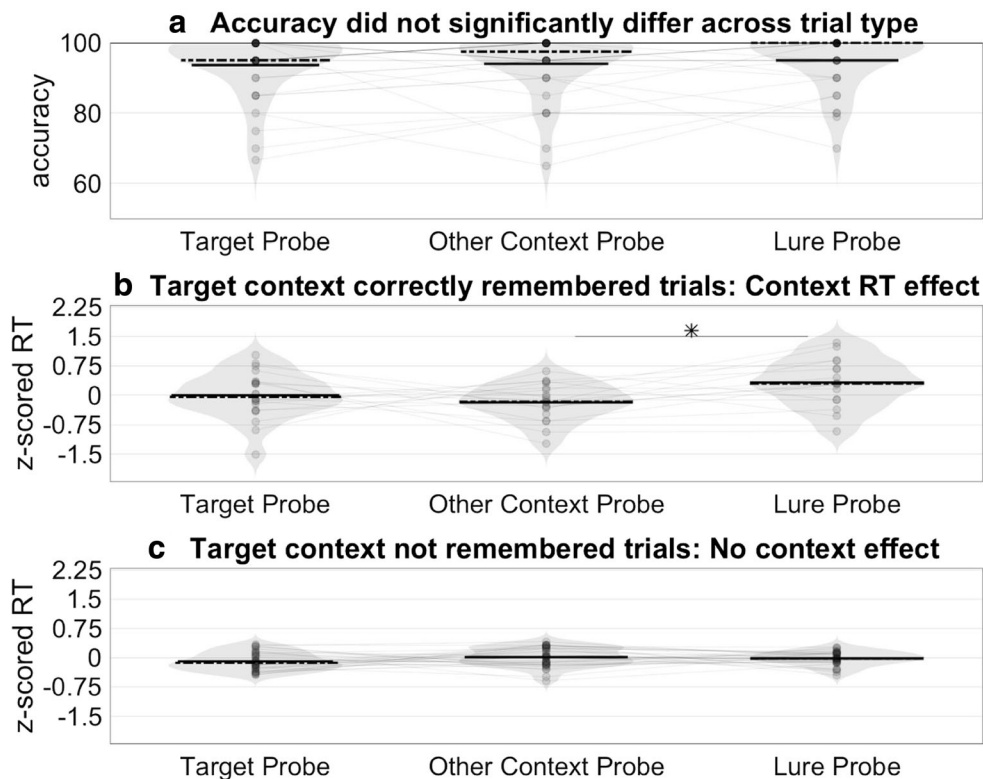 a Accuracy did not significantly differ across trial type
accuracy
100
80
60
Target Probe Other Context Probe Lure Probe
b Target context correctly remembered trials: Context RT effect
z-scored RT
2.25
1.5
0.75
0
-0.75
-1.5
*
Target Probe Other Context Probe Lure Probe
c Target context not remembered trials: No context effect
z-scored RT
2.25
1.5
0.75
0
-0.75
-1.5
Target Probe Other Context Probe Lure Probe